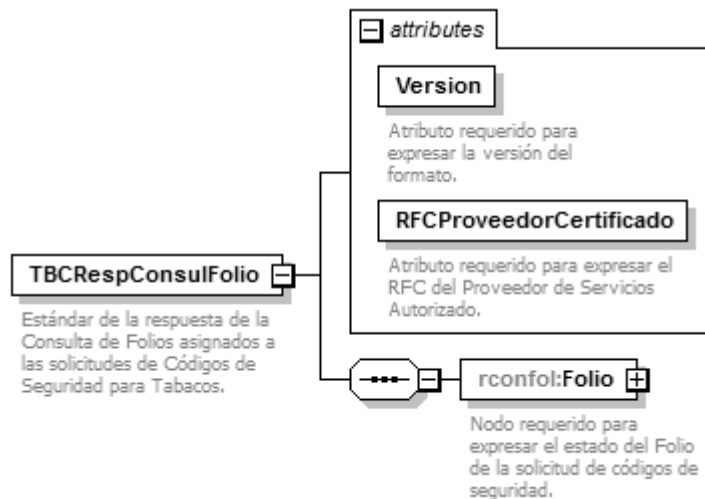 attributes
Version
Atributo requerido para
expresar la versión del
formato.
RFCProveedorCertificado
Atributo requerido para expresar el
RFC del Proveedor de Servicios
Autorizado.
TBCRespConsulFolio
Estándar de la respuesta de la
Consulta de Folios asignados a
las solicitudes de Códigos de
Seguridad para Tabacos.
rconfol:Folio
Nodo requerido para
expresar el estado del Folio
de la solicitud de códigos de
seguridad.